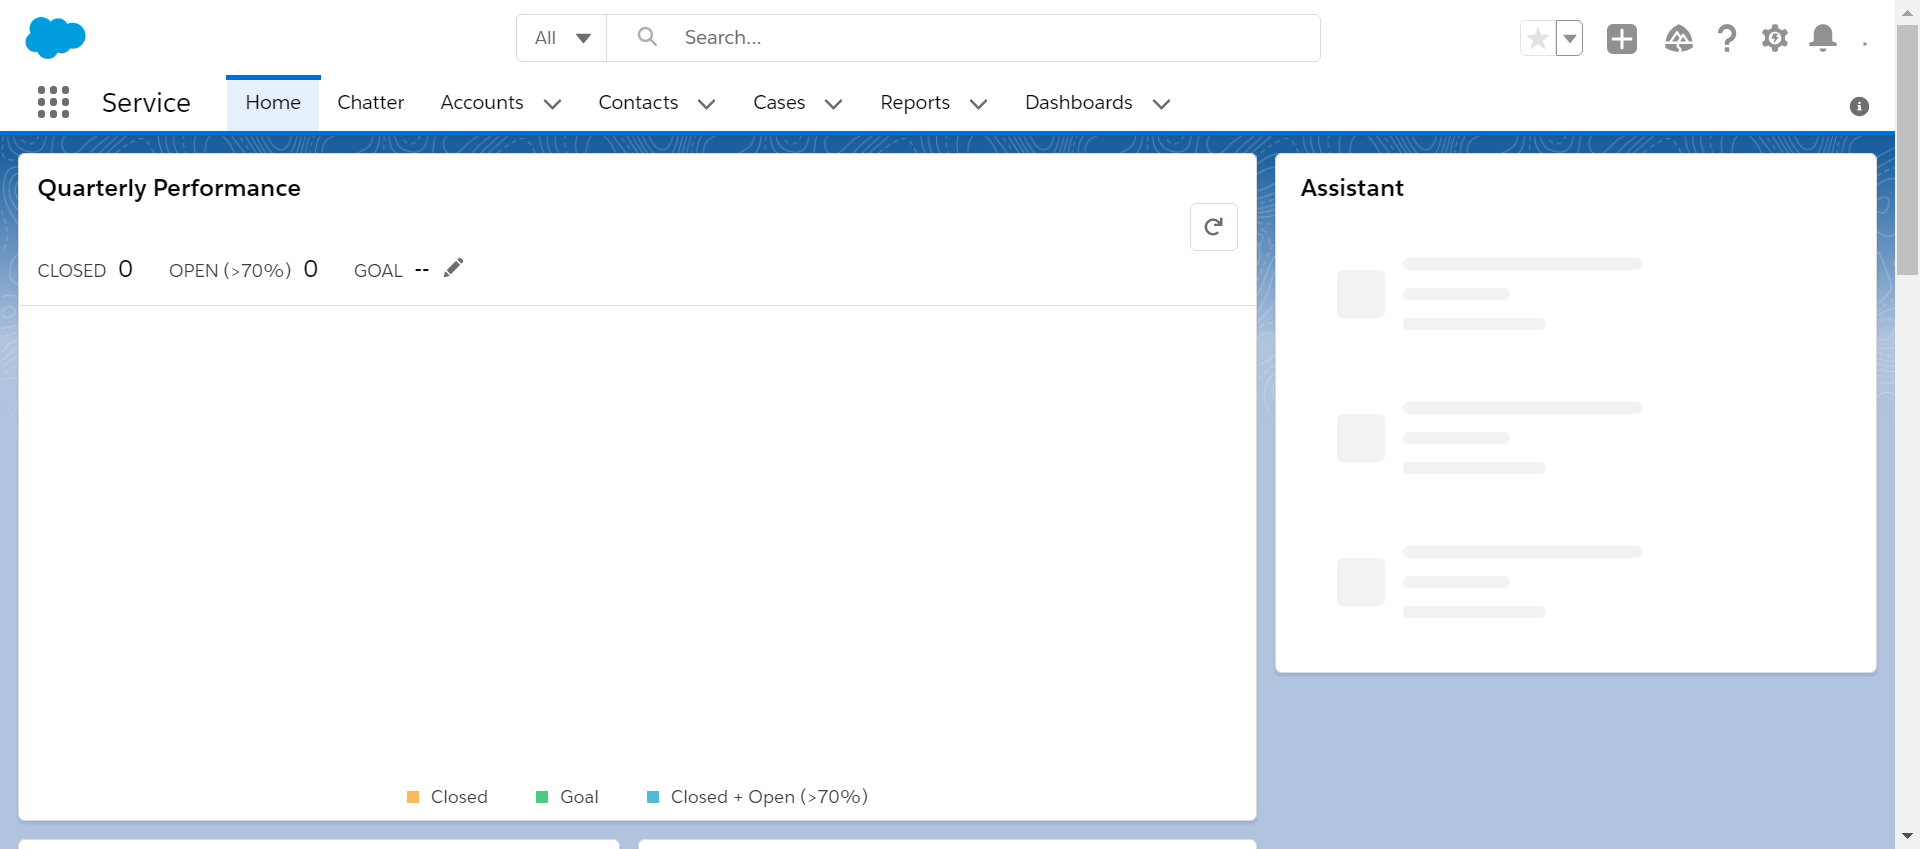 All
Search...
Service
Home
Chatter
Accounts
Contacts
Cases
Reports
Dashboards
Quarterly Performance
CLOSED 0 OPEN (>70%) 0 GOAL --
Closed
Goal
Closed + Open (>70%)
Assistant